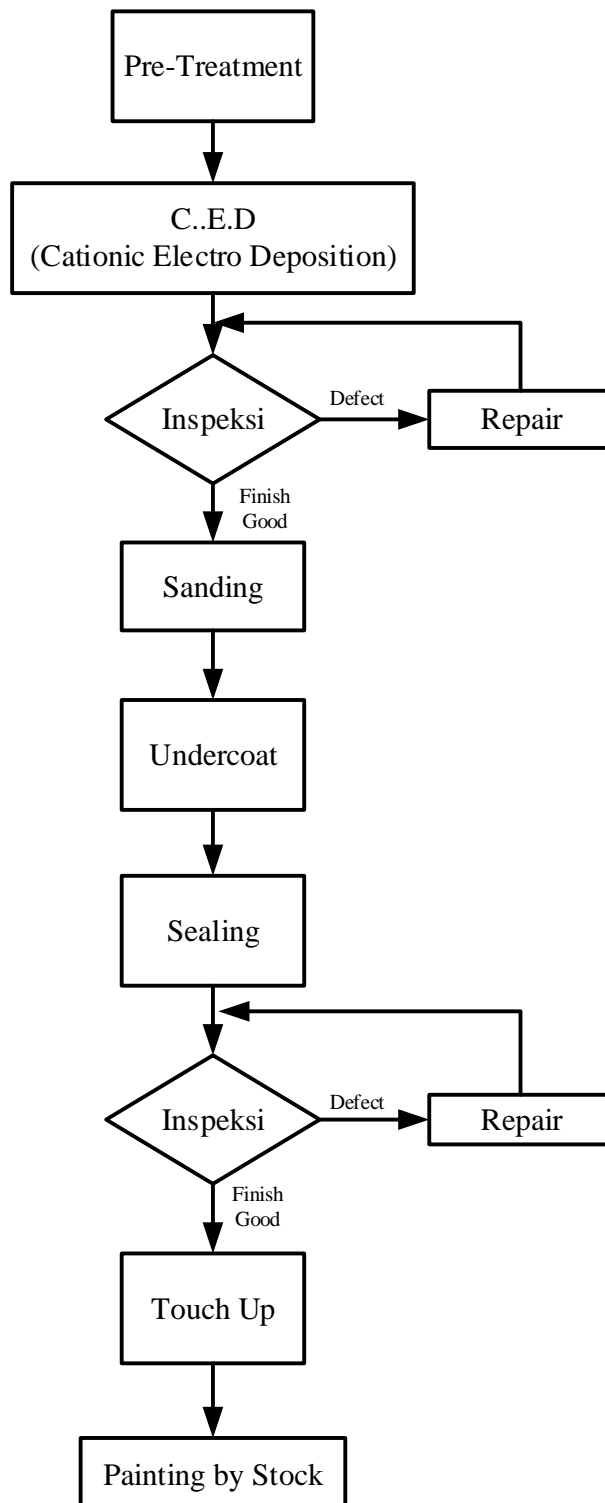 Pre-Treatment
C..E.D
(Cationic Electro Deposition)
Inspeksi
Defect
Repair
Finish
Good
Sanding
Undercoat
Sealing
Inspeksi
Defect
Repair
Finish
Good
Touch Up
Painting by Stock